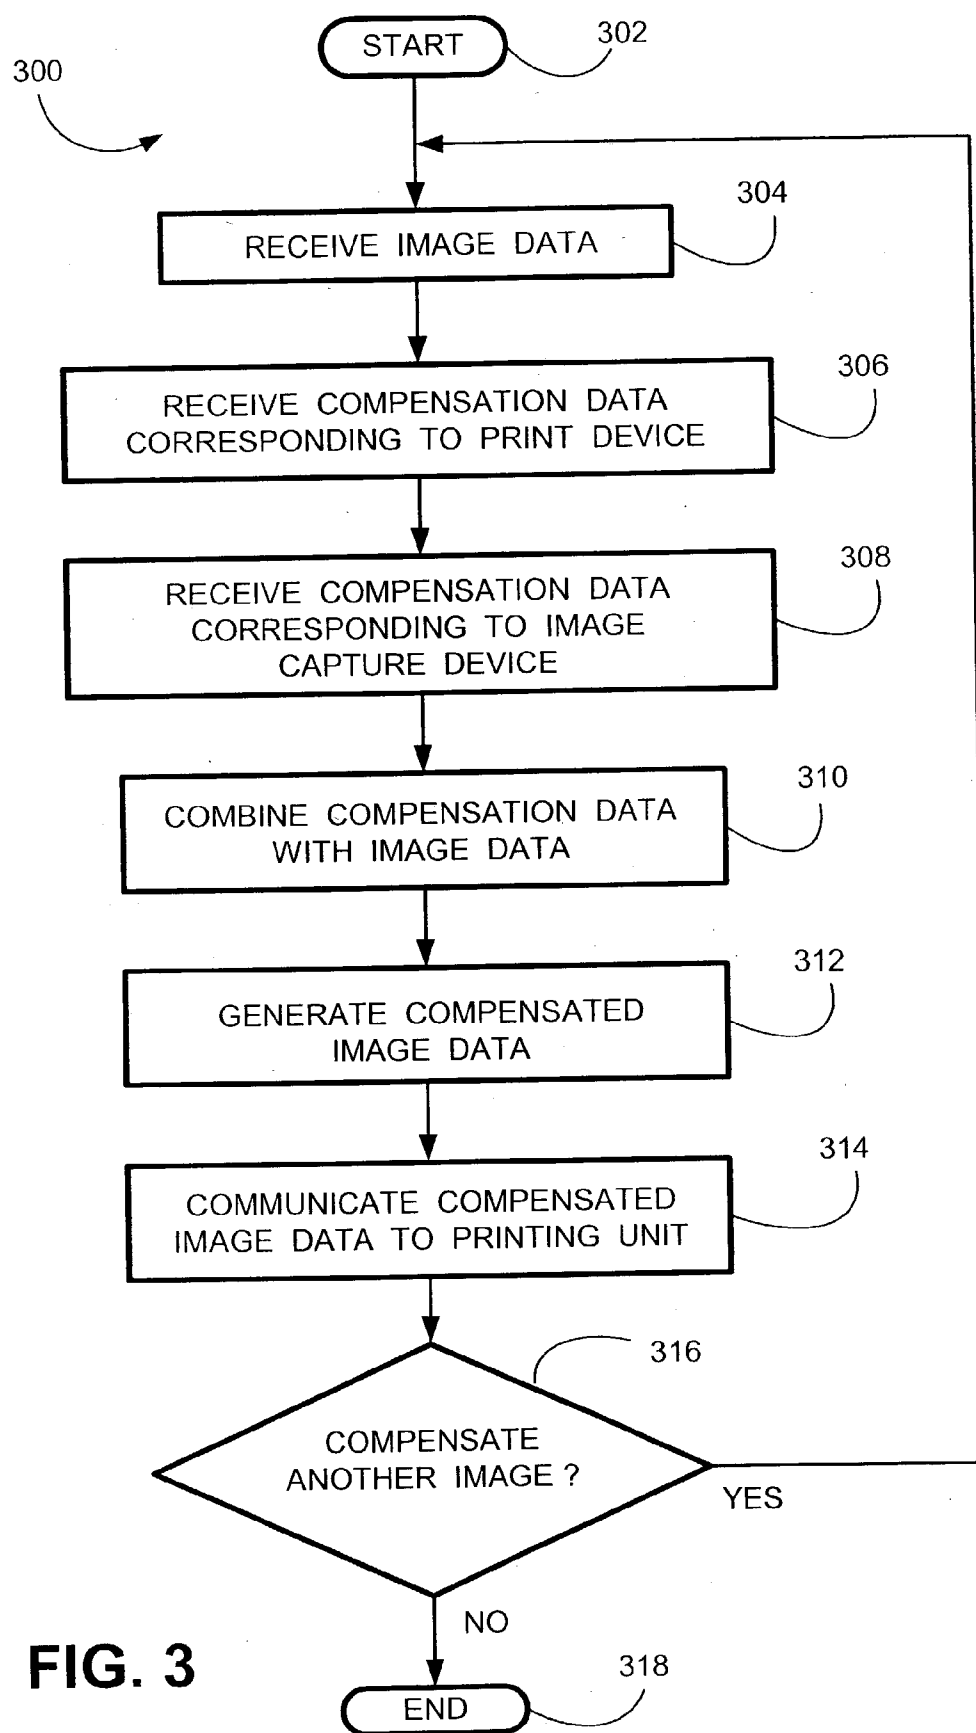 START
302
300
304
RECEIVE IMAGE DATA
306
RECEIVE COMPENSATION DATA
CORRESPONDING TO PRINT DEVICE
308
RECEIVE COMPENSATION DATA
CORRESPONDING TO IMAGE
CAPTURE DEVICE
310
COMBINE COMPENSATION DATA
WITH IMAGE DATA
312
GENERATE COMPENSATED
IMAGE DATA
314
COMMUNICATE COMPENSATED
IMAGE DATA TO PRINTING UNIT
316
COMPENSATE
ANOTHER IMAGE ?
YES
NO
FIG. 3
318
END